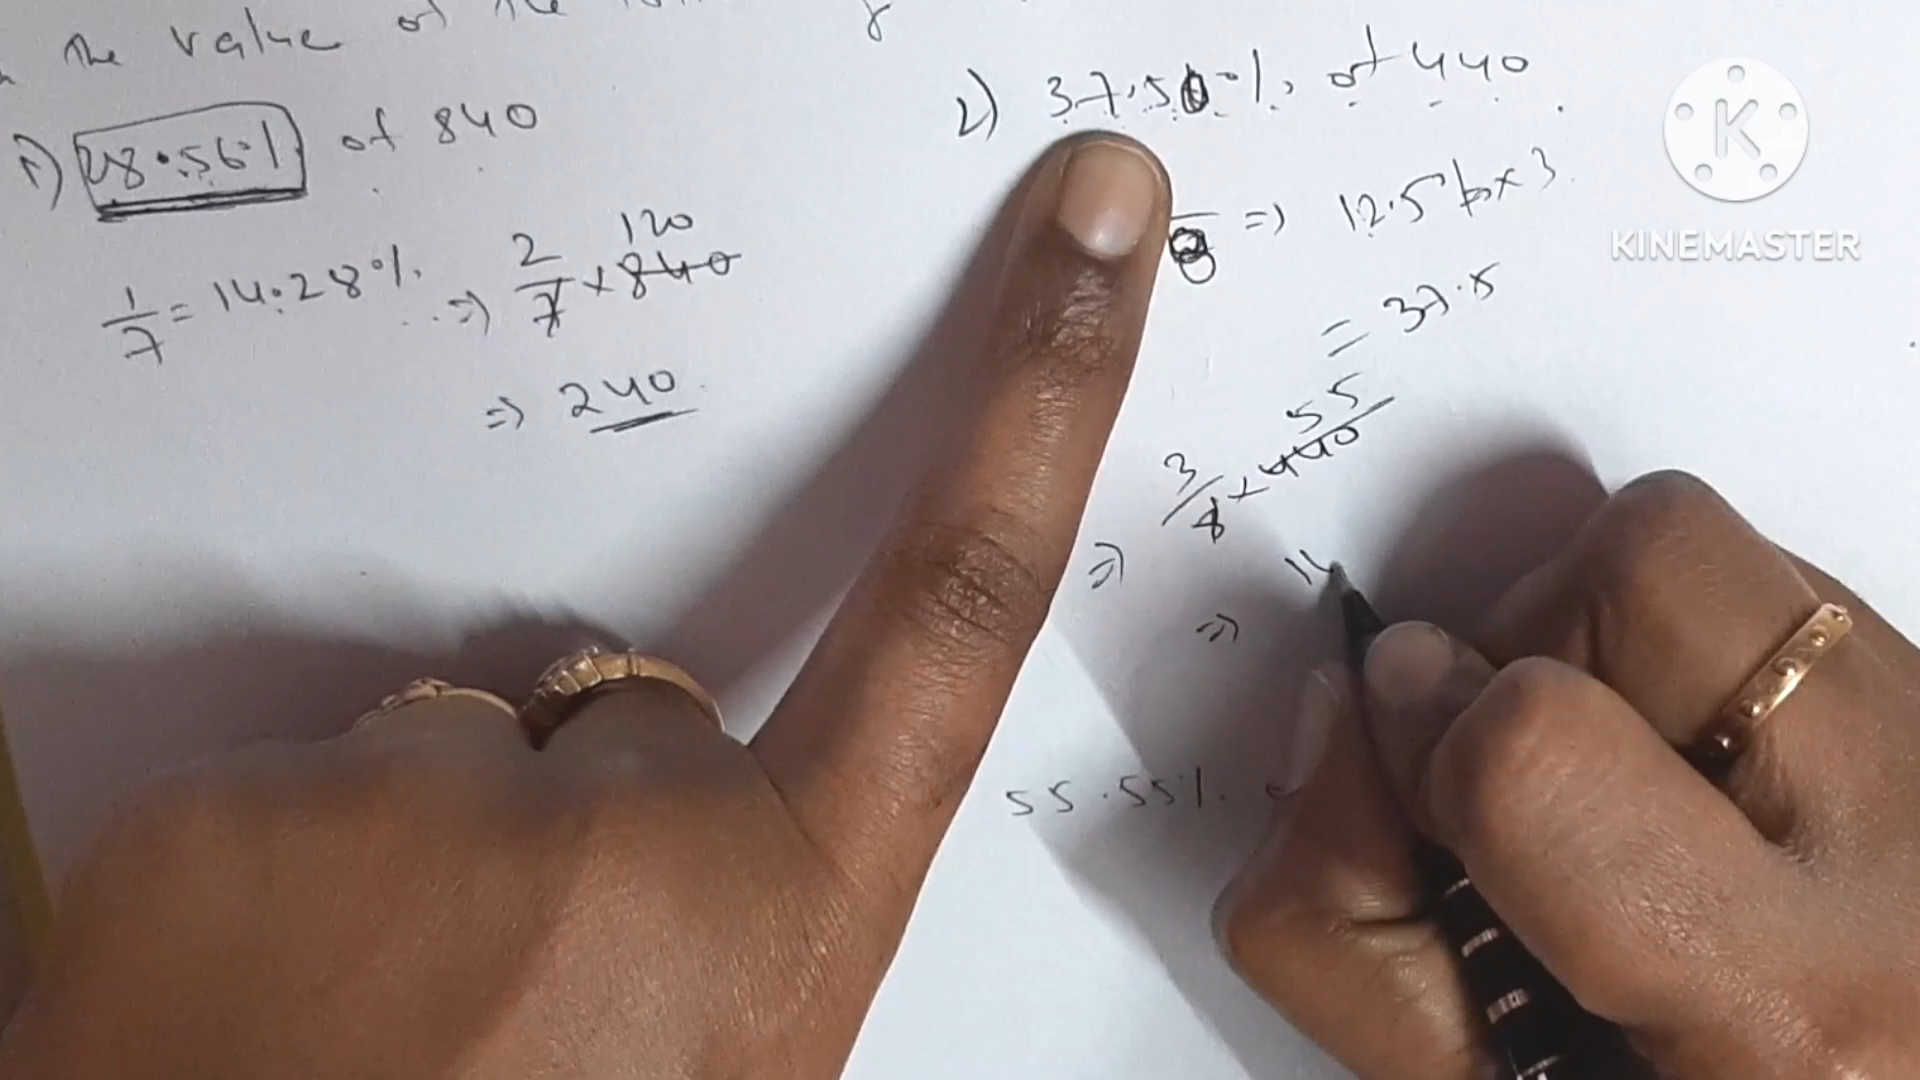 the value of the
1) 28.56% of 840
1/7 = 14.28% => 2/7 × 840 120
=> 240
2) 37.50% of 440
=> 12.5 × 3
= 37.5
=> 3/8 × 440 55
=> 
55.55%
K
KINEMASTER